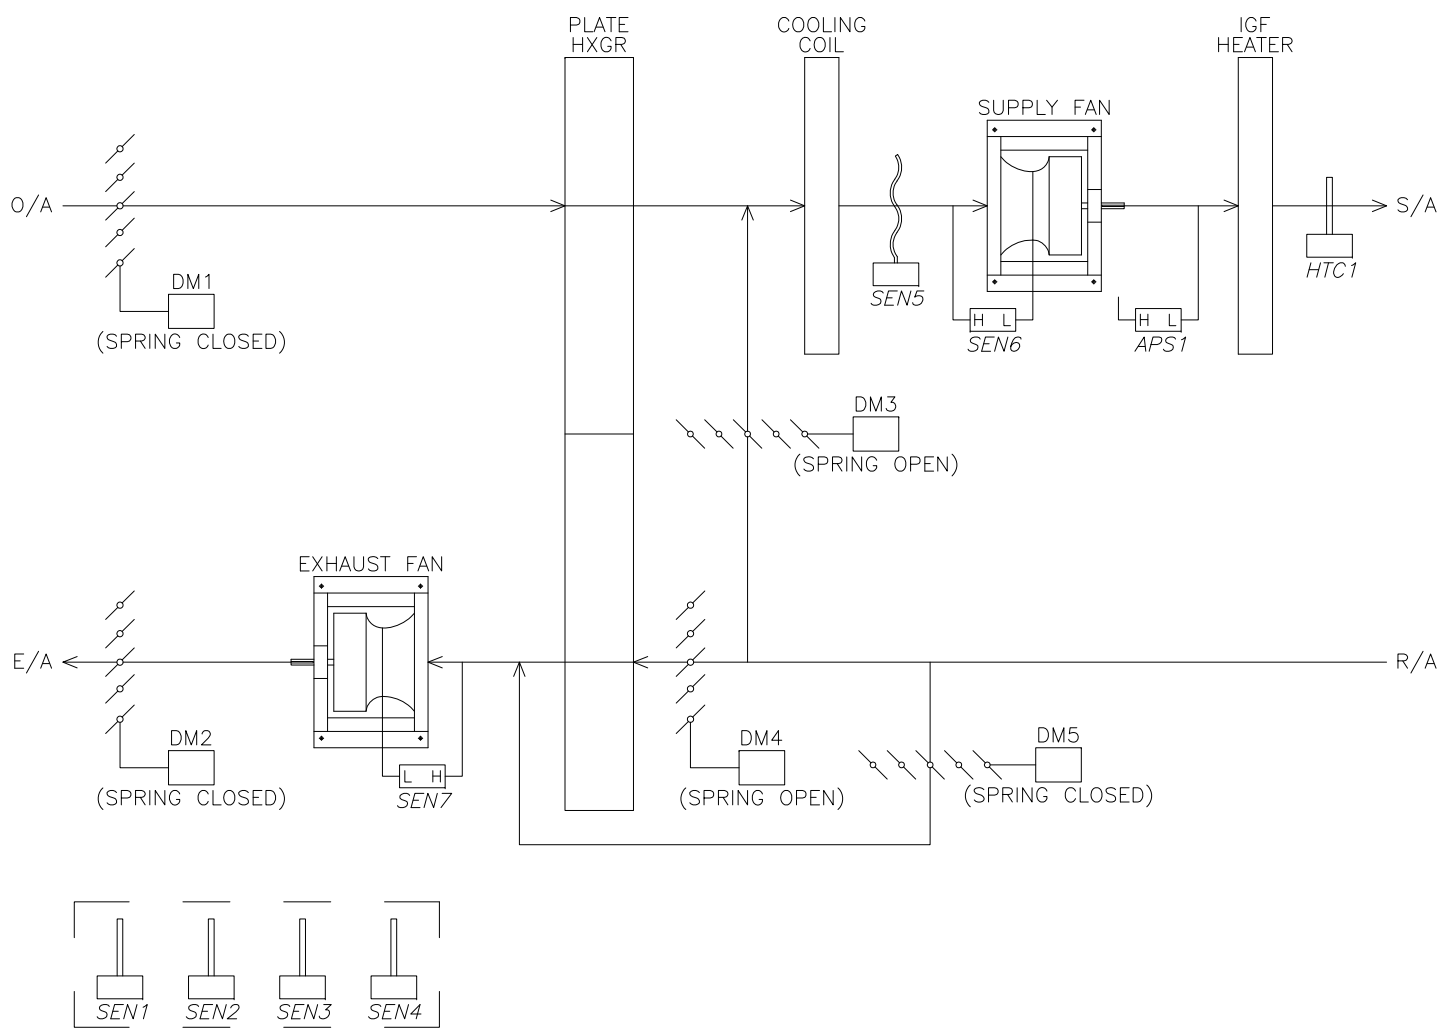 PLATE
HXGR
COOLING
COIL
IGF
HEATER
SUPPLY FAN
O/A
S/A
HTC1
DM1
SEN5
(SPRING CLOSED)
H L
SEN6
H L
APS1
DM3
(SPRING OPEN)
EXHAUST FAN
E/A
R/A
DM2
(SPRING CLOSED)
L H
SEN7
DM4
(SPRING OPEN)
DM5
(SPRING CLOSED)
SEN1
SEN2
SEN3
SEN4